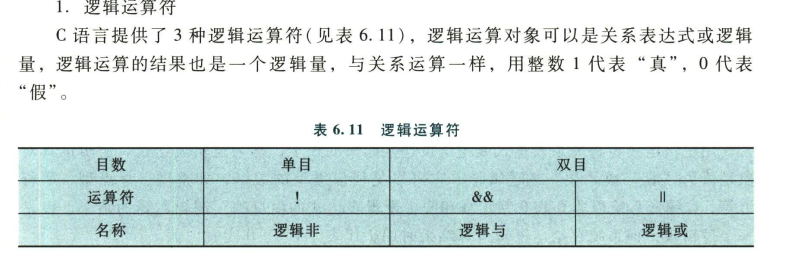 1. 逻辑运算符
C 语言提供了 3 种逻辑运算符(见表 6.11)，逻辑运算对象可以是关系表达式或逻辑
量，逻辑运算的结果也是一个逻辑量，与关系运算一样，用整数 1 代表“真”，0 代表
“假”。
表 6.11 逻辑运算符
目数 单目 双目
运算符 ! && ||
名称 逻辑非 逻辑与 逻辑或